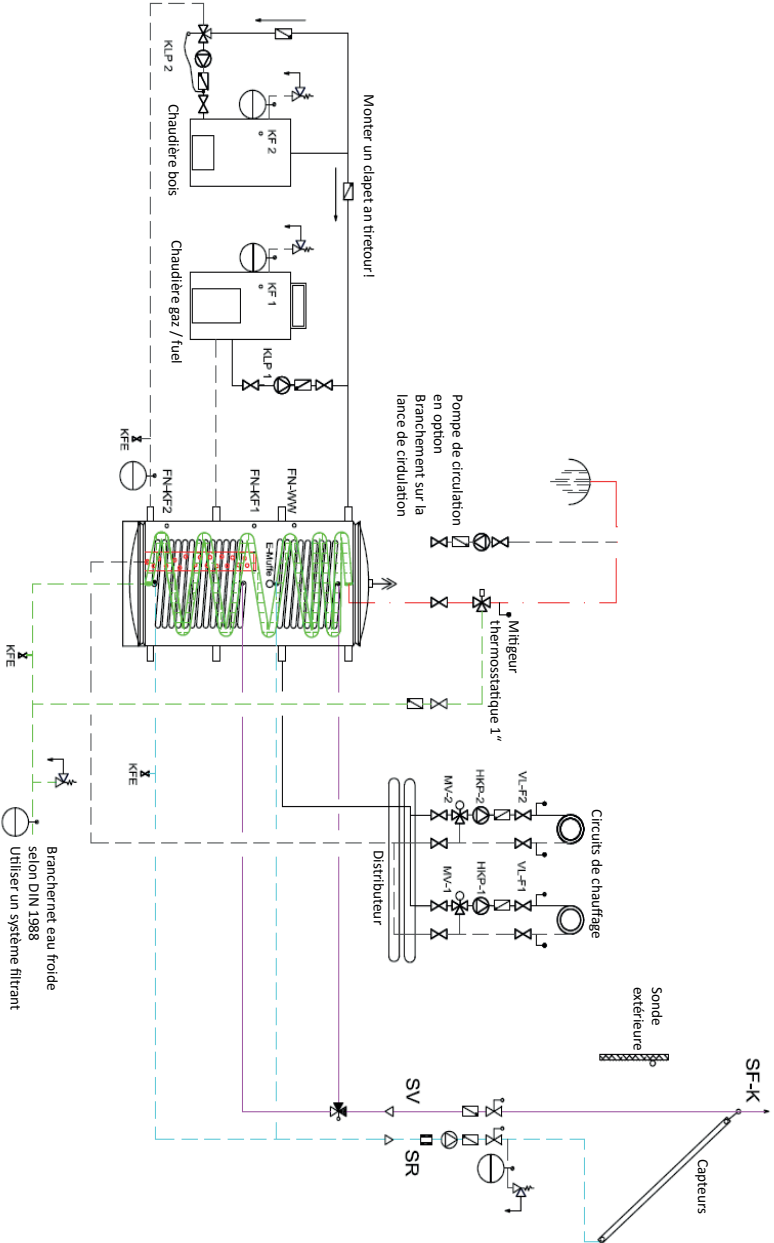 KLP 2
Chaudière bois
KF 2
Monter un clapet an tiretour!
Chaudière gaz / fuel
KF 1
KLP 1
KFE
FN-KF2
FN-KF1
FN-WW
E-Muffe
Pompe de circulation
en option
Branchement sur la
lance de cirdulation
Mitigeur
thermosstatique 1"
KFE
KFE
Branchernet eau froide
selon DIN 1988
Utiliser un système filtrant
Distributeur
MV-2
HKP-2
VL-F2
MV-1
HKP-1
VL-F1
Circuits de chauffage
Sonde
extérieure
SF-K
SV
SR
Capteurs